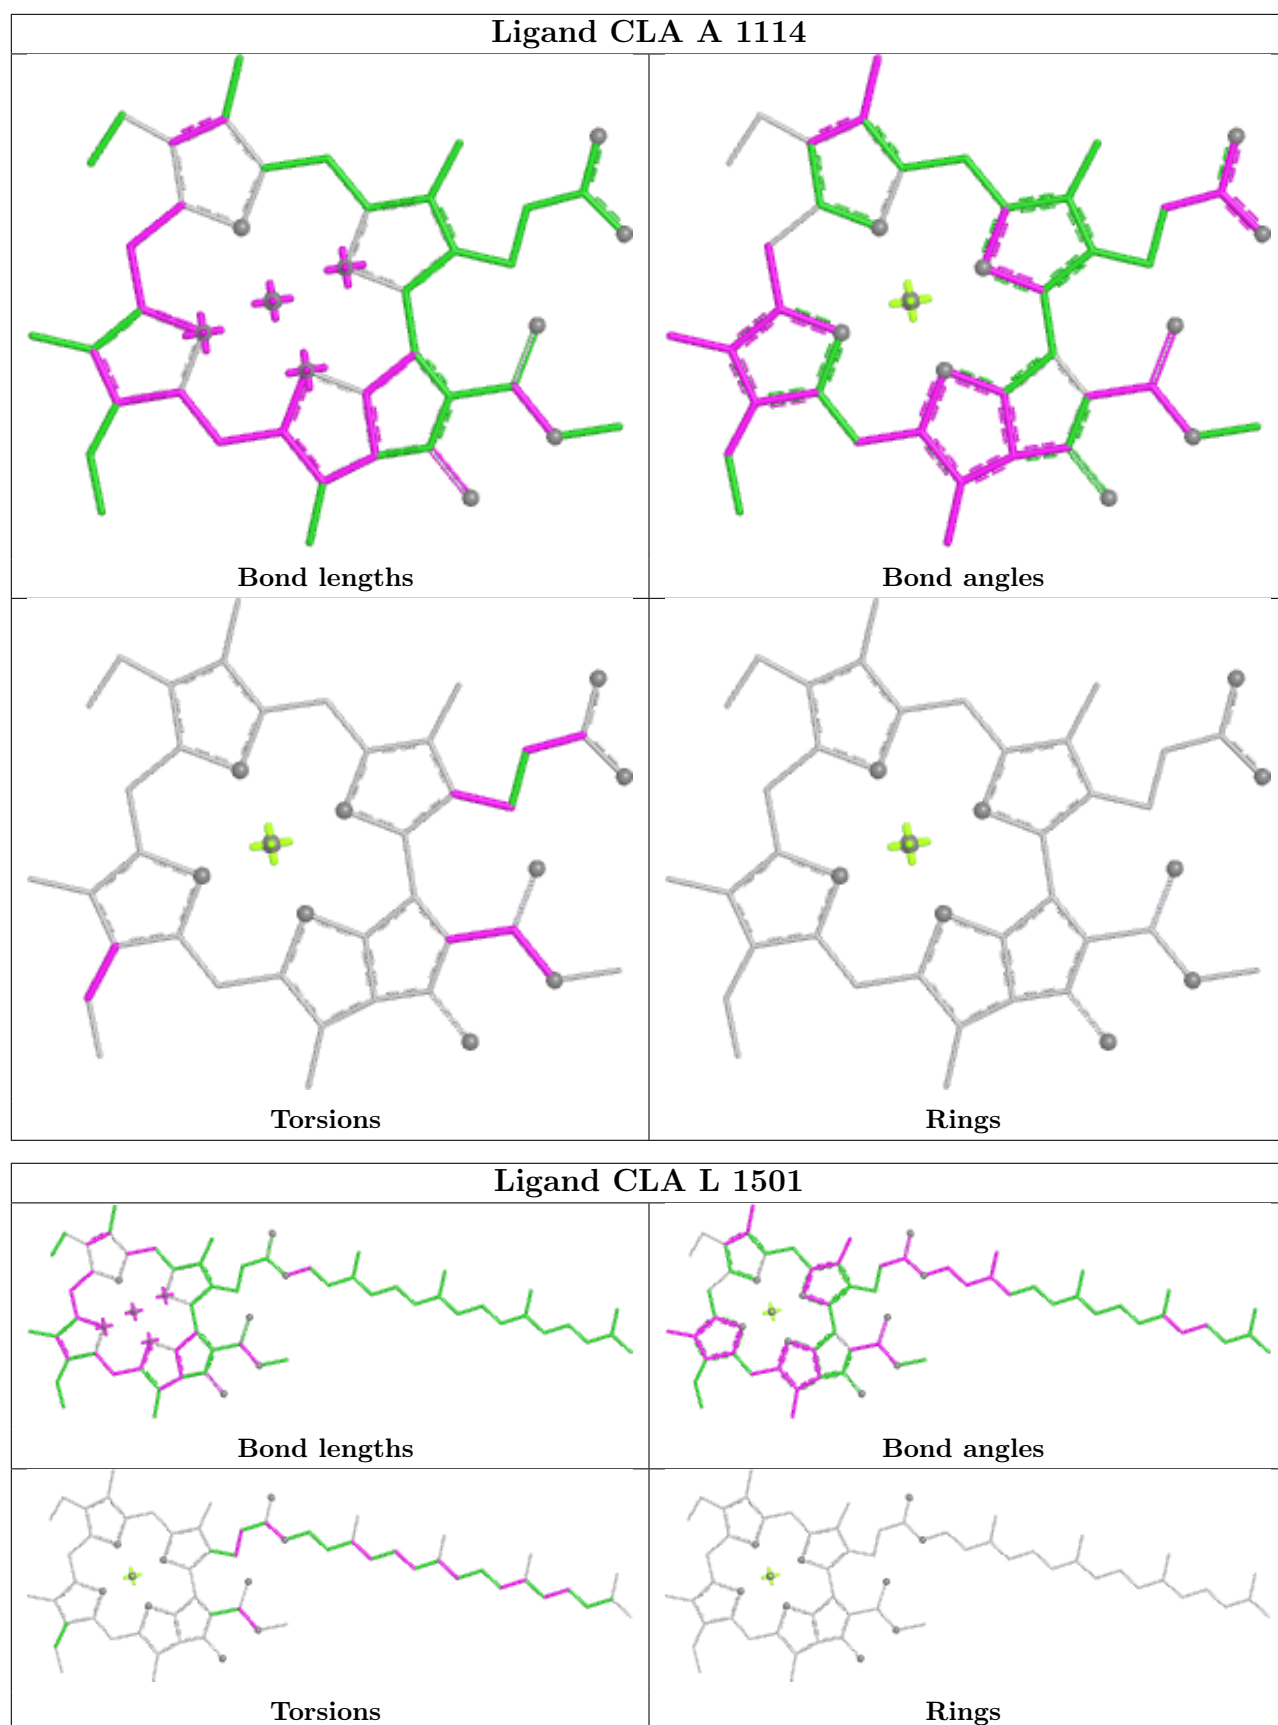 Ligand CLA A 1114
Bond lengths
Bond angles
Torsions
Rings
Ligand CLA L 1501
Bond lengths
Bond angles
Torsions
Rings